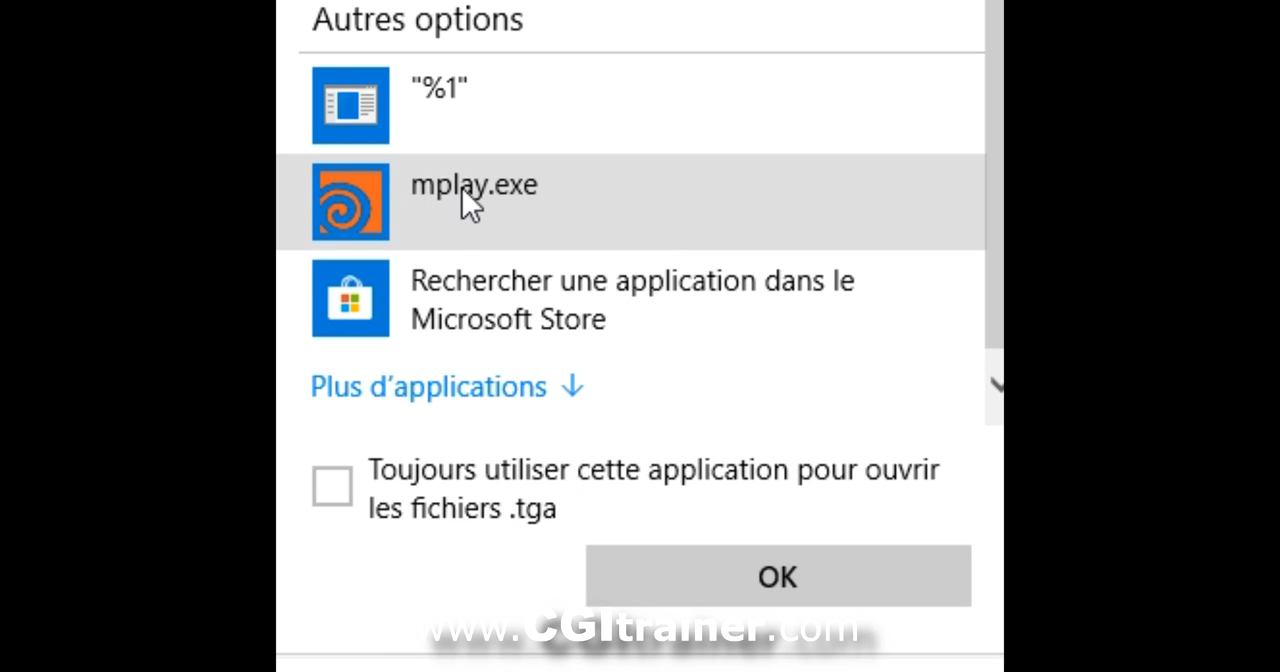 Autres options
"%1"
mplay.exe
Rechercher une application dans le
Microsoft Store
Plus d’applications
Toujours utiliser cette application pour ouvrir
les fichiers .tga
OK
www.CGItrainer.com